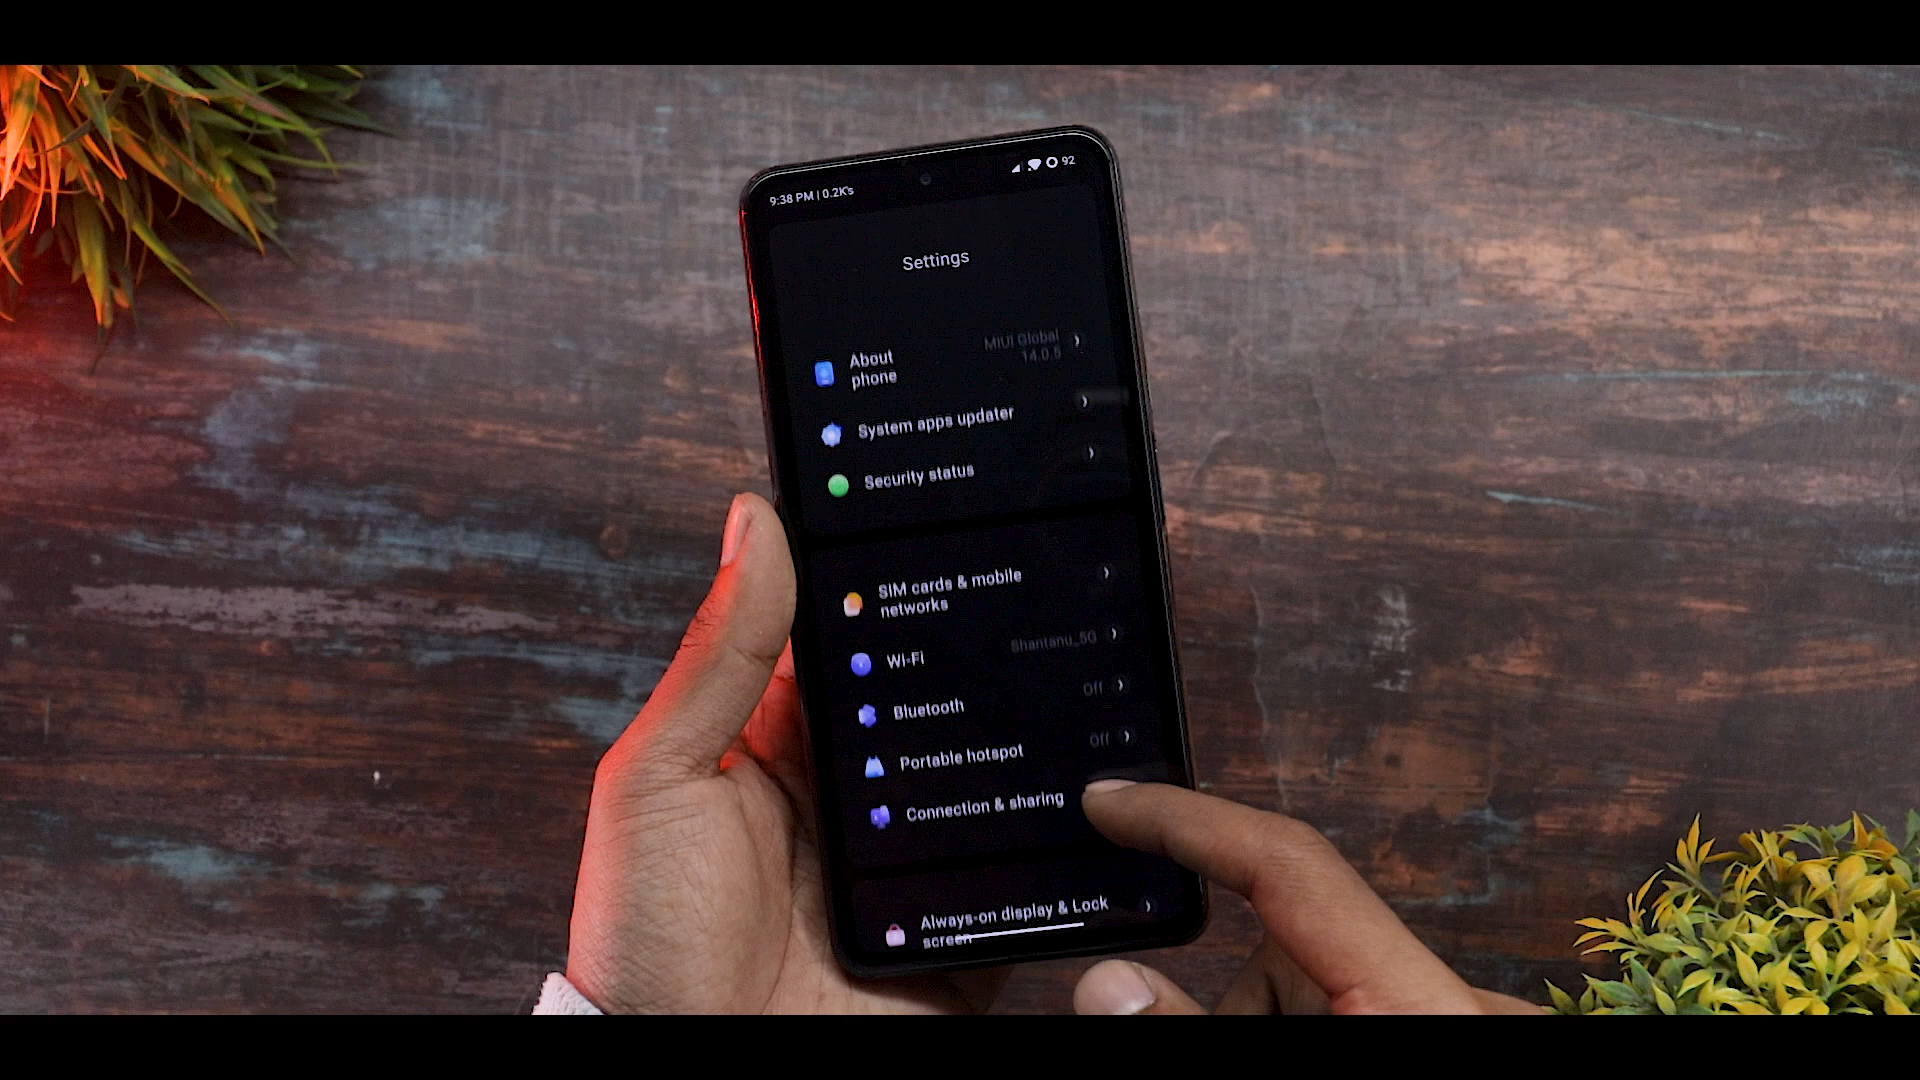 9:38 PM | 0.2K/s
92
Settings
About
phone
MIUI Global
14.0.5
System apps updater
Security status
SIM cards & mobile
networks
Wi-Fi
Shantanu_5G
Bluetooth
Off
Portable hotspot
Off
Connection & sharing
Always-on display & Lock
screen